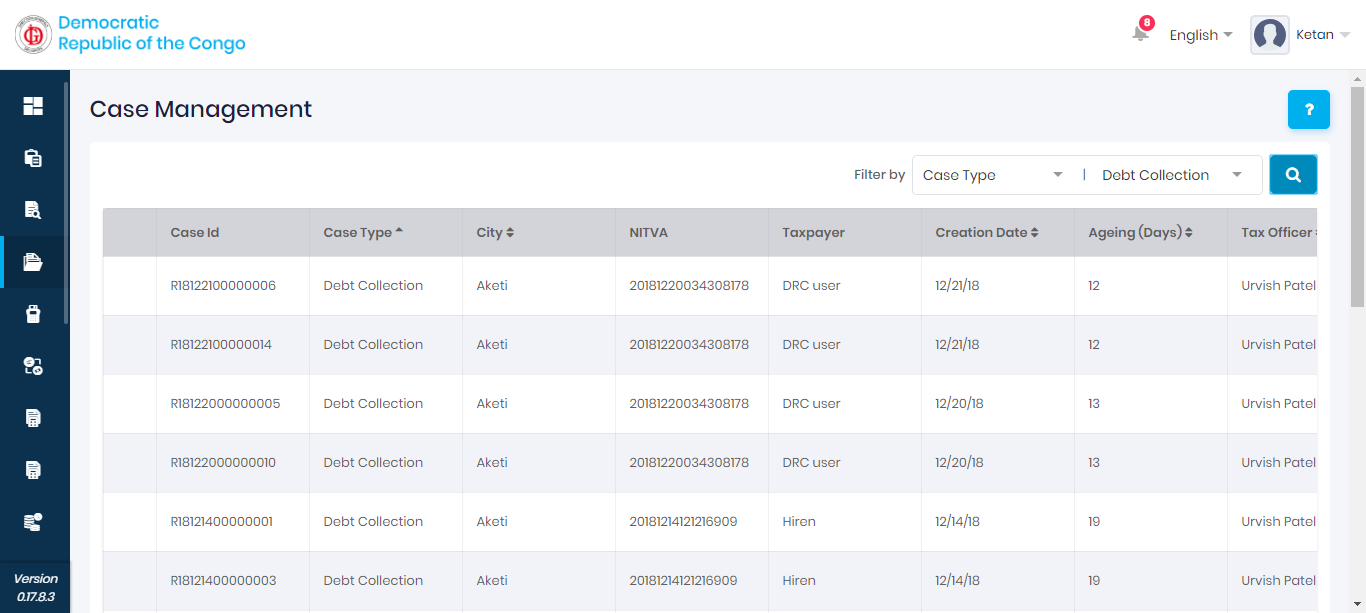 Democratic
Republic of the Congo
8
English
Ketan
Case Management
?
Filter by Case Type | Debt Collection
Case Id Case Type City NITVA Taxpayer Creation Date Ageing (Days) Tax Officer
R18122100000006 Debt Collection Aketi 20181220034308178 DRC user 12/21/18 12 Urvish Patel
R18122100000014 Debt Collection Aketi 20181220034308178 DRC user 12/21/18 12 Urvish Patel
R18122000000005 Debt Collection Aketi 20181220034308178 DRC user 12/20/18 13 Urvish Patel
R18122000000010 Debt Collection Aketi 20181220034308178 DRC user 12/20/18 13 Urvish Patel
R18121400000001 Debt Collection Aketi 20181214121216909 Hiren 12/14/18 19 Urvish Patel
R18121400000003 Debt Collection Aketi 20181214121216909 Hiren 12/14/18 19 Urvish Patel
Version
0.17.8.3